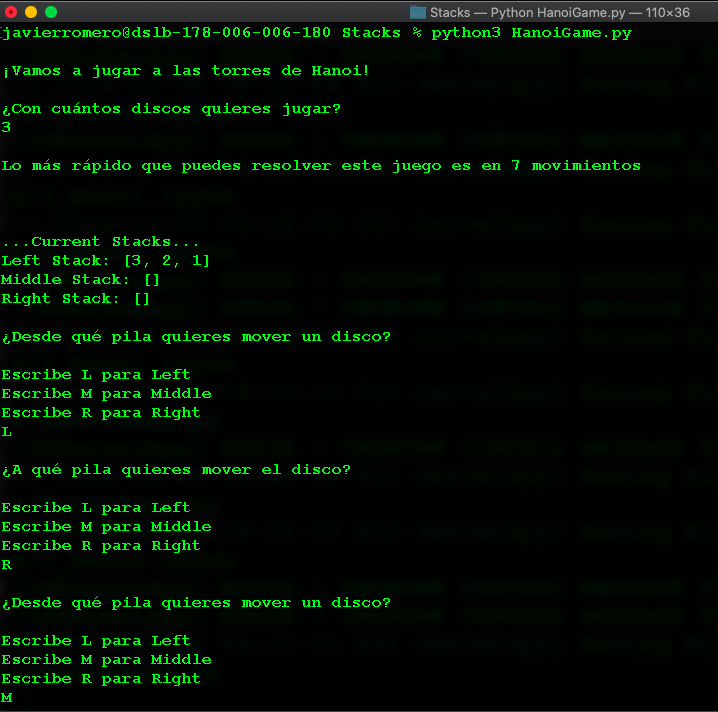 Stacks — Python HanoiGame.py — 110×36
javierromero@dslb-178-006-006-180 Stacks % python3 HanoiGame.py
¡Vamos a jugar a las torres de Hanoi!
¿Con cuántos discos quieres jugar?
3
Lo más rápido que puedes resolver este juego es en 7 movimientos
...Current Stacks...
Left Stack: [3, 2, 1]
Middle Stack: []
Right Stack: []
¿Desde qué pila quieres mover un disco?
Escribe L para Left
Escribe M para Middle
Escribe R para Right
L
¿A qué pila quieres mover el disco?
Escribe L para Left
Escribe M para Middle
Escribe R para Right
R
¿Desde qué pila quieres mover un disco?
Escribe L para Left
Escribe M para Middle
Escribe R para Right
M